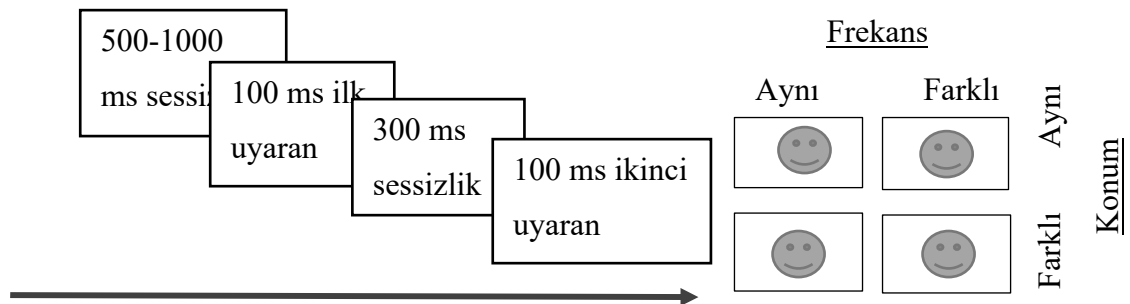 500-1000
ms sessiz
100 ms ilk
uyaran
300 ms
sessizlik
100 ms ikinci
uyaran
Frekans
Aynı
Farklı
Aynı
Farklı
Konum